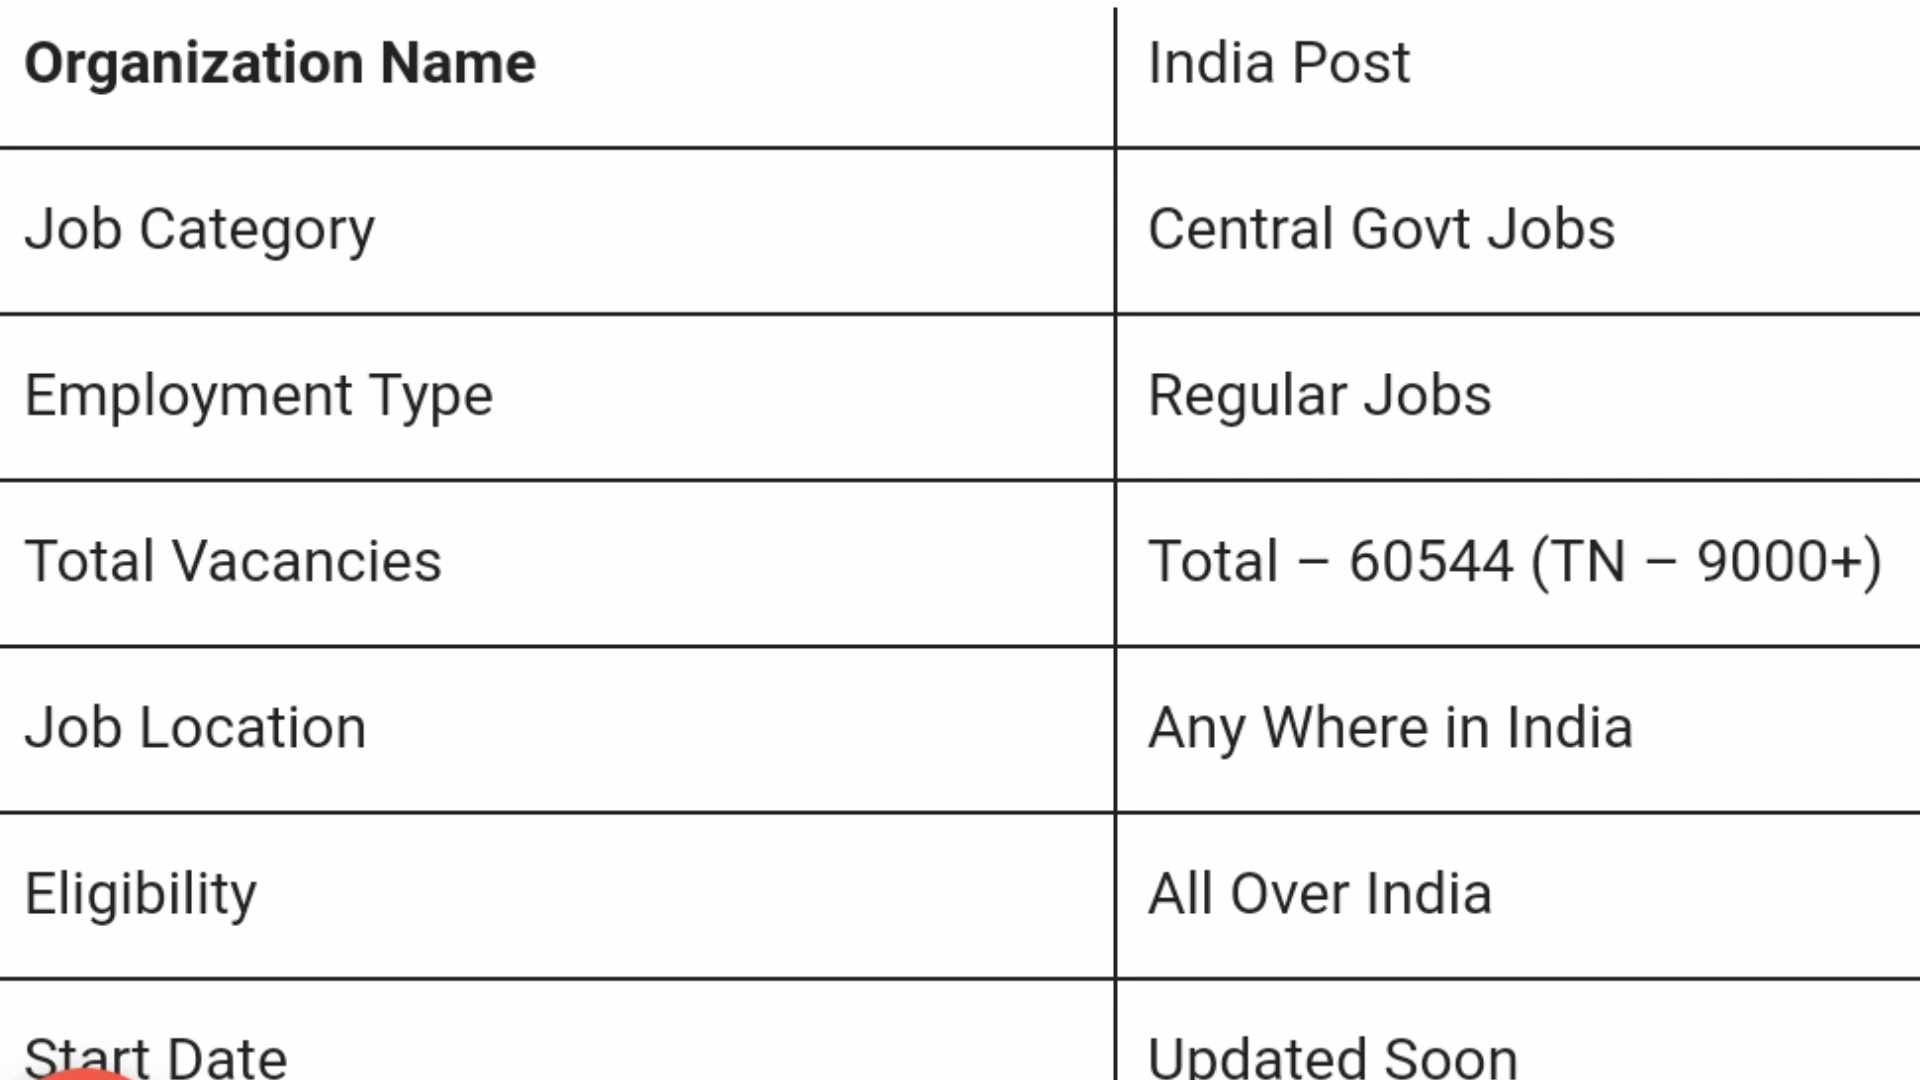 Organization Name India Post
Job Category Central Govt Jobs
Employment Type Regular Jobs
Total Vacancies Total – 60544 (TN – 9000+)
Job Location Any Where in India
Eligibility All Over India
Start Date Updated Soon